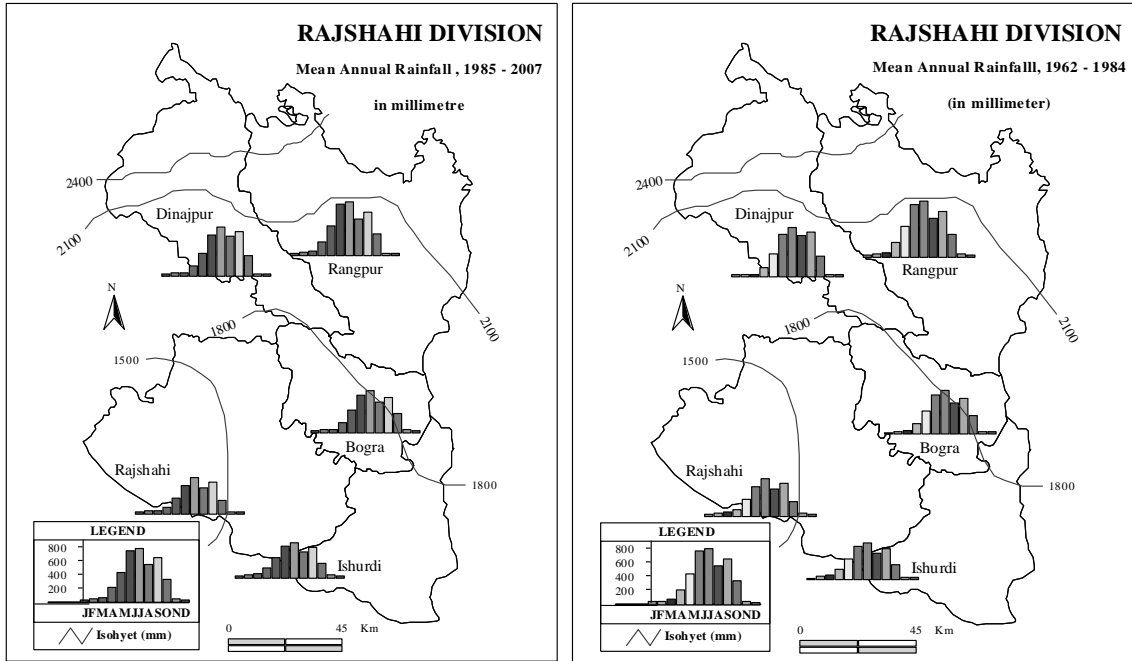 RAJSHAHI DIVISION
Mean Annual Rainfall , 1985 - 2007
in millimetre
2400
2100
Dinajpur
Rangpur
N
1800
2100
1500
Bogra
Rajshahi
1800
Ishurdi
LEGEND
800
600
400
200
JFMAMJJASOND
Isohyet (mm)
0 45 Km
RAJSHAHI DIVISION
Mean Annual Rainfalll, 1962 - 1984
(in millimeter)
2400
2100
Dinajpur
Rangpur
N
1800
2100
1500
Bogra
Rajshahi
1800
Ishurdi
LEGEND
800
600
400
200
JFMAMJJASOND
Isohyet (mm)
0 45 Km